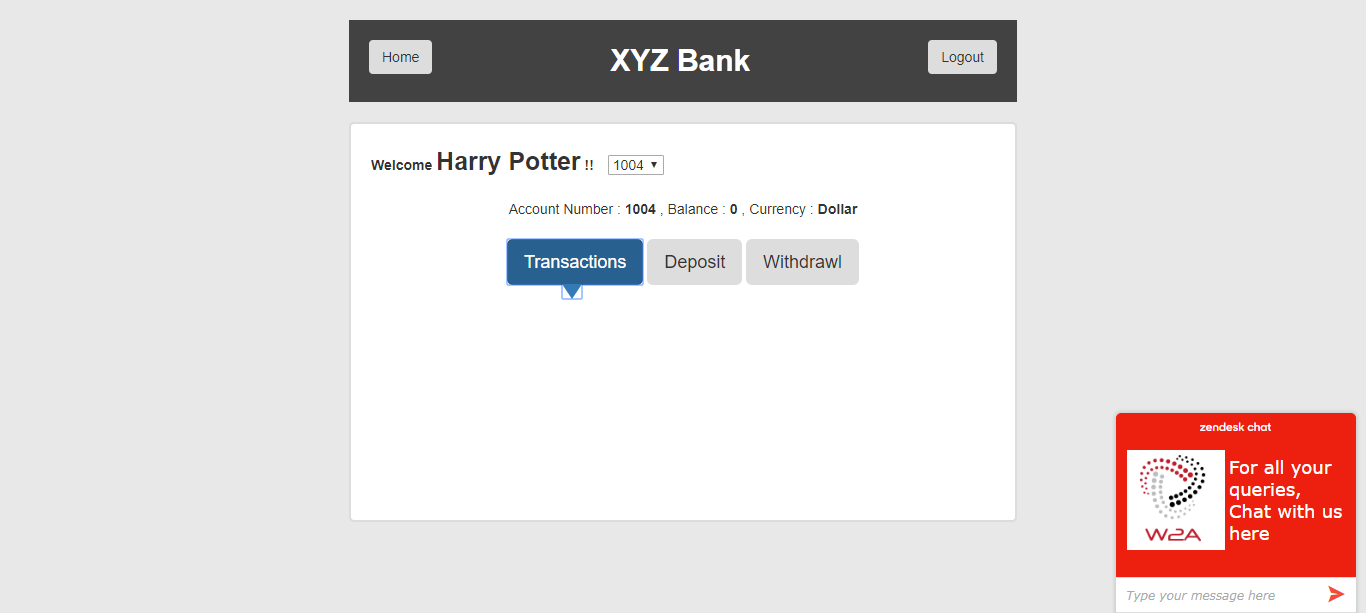 Home
XYZ Bank
Logout
Welcome Harry Potter !! 1004
Account Number : 1004 , Balance : 0 , Currency : Dollar
Transactions
Deposit
Withdrawl
zendesk chat
W2A
For all your
queries,
Chat with us
here
Type your message here